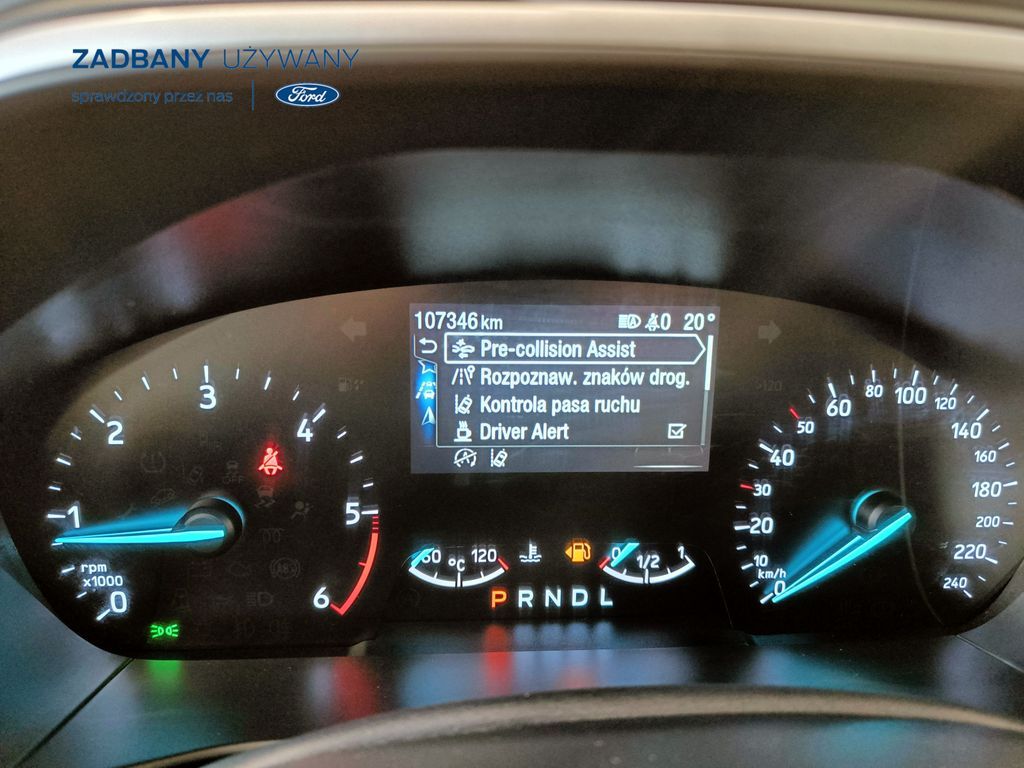 ZADBANY UŻYWANY
sprawdzony przez nas
Ford
107346 km
0 20°
Pre-collision Assist
Rozpoznaw. znaków drog.
Kontrola pasa ruchu
Driver Alert
0 1 2 3 4 5 6
rpm
x1000
60 °C 120
0 1/2 1
P R N D L
0 10 20 30 40 50 60 80 100 120 140 160 180 200 220 240
km/h